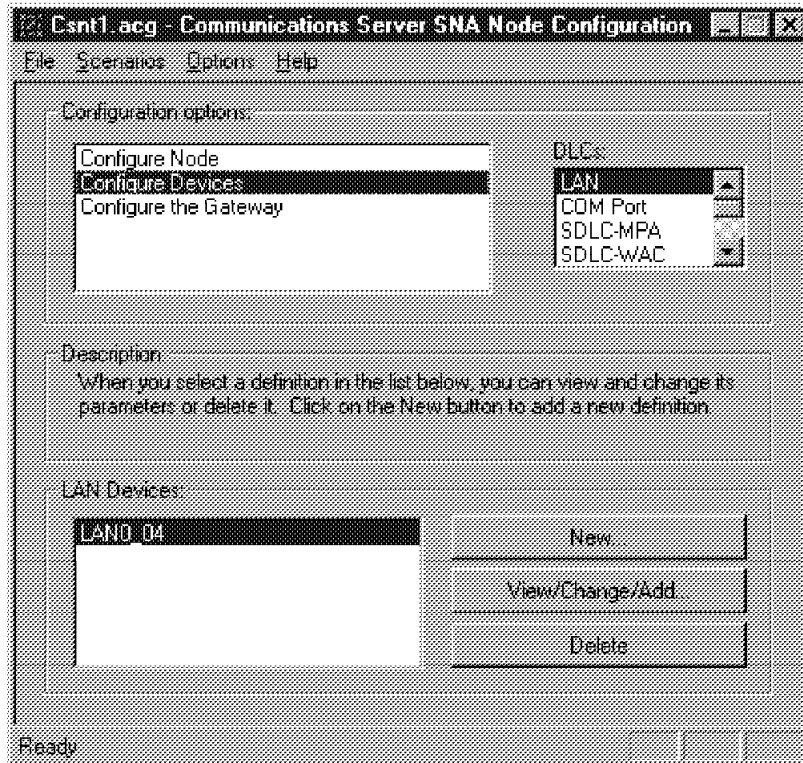 Csnt1.acg - Communications Server SNA Node Configuration
File Scenarios Options Help
Configuration options:
Configure Node
Configure Devices
Configure the Gateway
DLCs:
LAN
COM Port
SDLC-MPA
SDLC-WAC
Description
When you select a definition in the list below, you can view and change its
parameters or delete it. Click on the New button to add a new definition.
LAN Devices:
LAN0_04
New...
View/Change/Add...
Delete
Ready